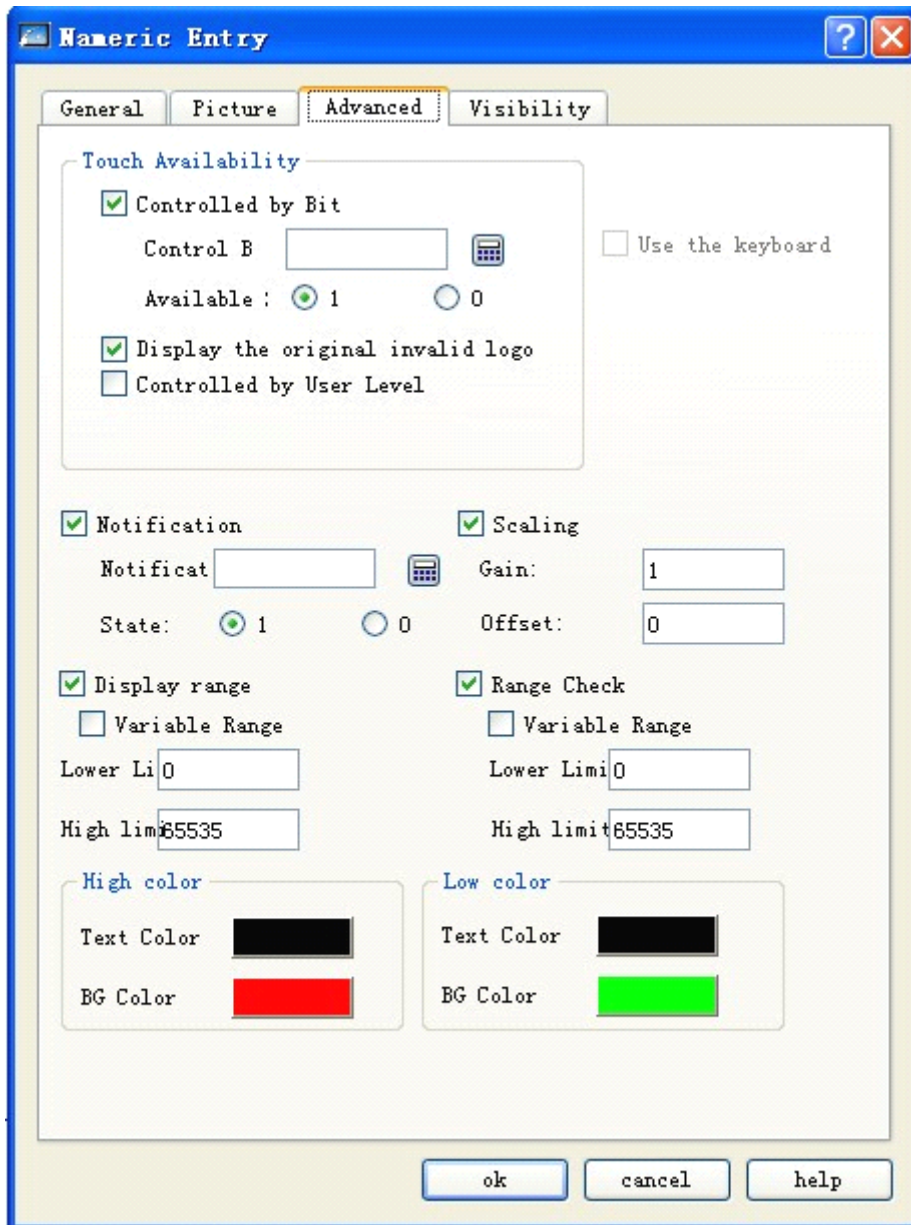 Nameric Entry
General Picture Advanced Visibility
Touch Availability
Controlled by Bit
Control B
Use the keyboard
Available : 1 0
Display the original invalid logo
Controlled by User Level
Notification Scaling
Notificat Gain: 1
State: 1 0 Offset: 0
Display range Range Check
Variable Range Variable Range
Lower Li 0 Lower Limi 0
High limi 65535 High limit 65535
High color Low color
Text Color Text Color
BG Color BG Color
ok cancel help